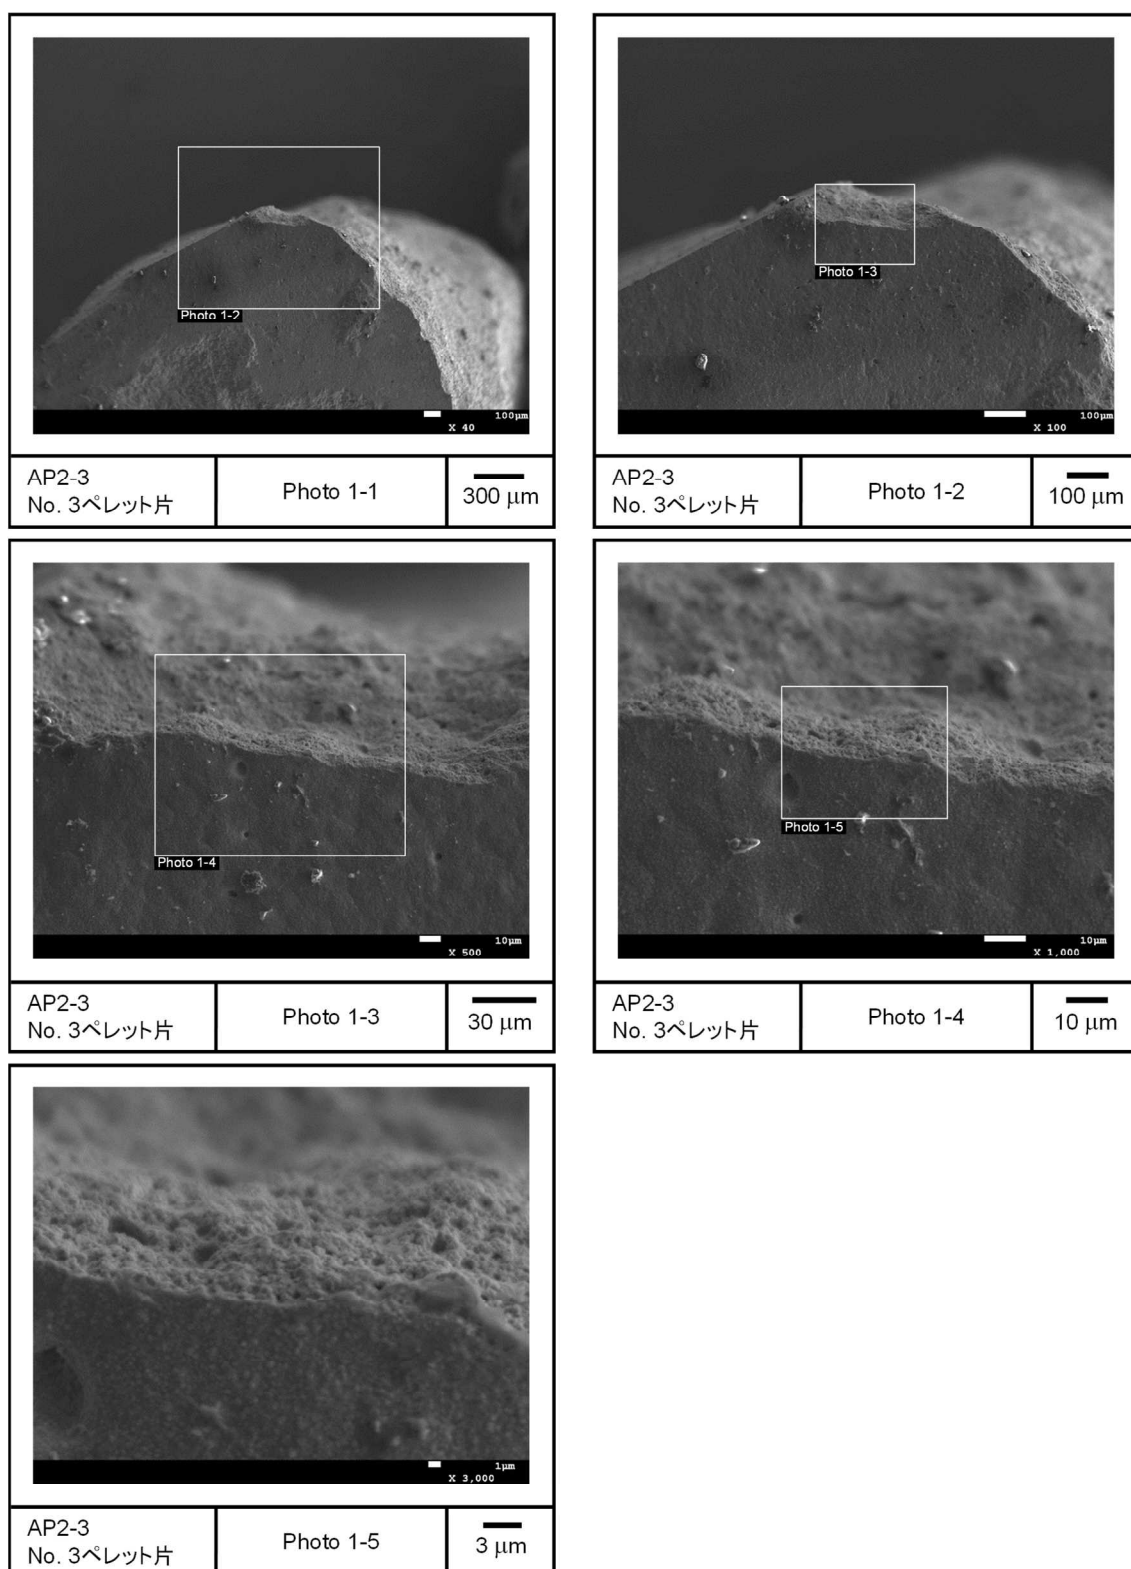 Photo 1-2
100μm
X 40
AP2-3
No. 3ペレット片
Photo 1-1
300 μm
Photo 1-3
100μm
X 100
AP2-3
No. 3ペレット片
Photo 1-2
100 μm
Photo 1-4
10μm
X 500
AP2-3
No. 3ペレット片
Photo 1-3
30 μm
Photo 1-5
10μm
X 1,000
AP2-3
No. 3ペレット片
Photo 1-4
10 μm
1μm
X 3,000
AP2-3
No. 3ペレット片
Photo 1-5
3 μm